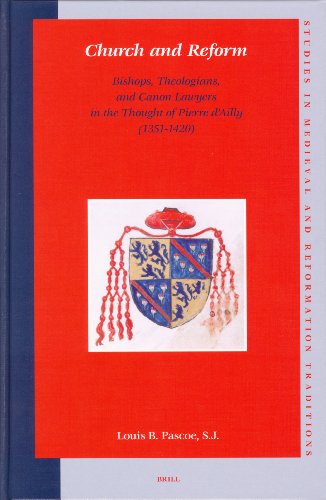 Church and Reform
Bishops, Theologians,
and Canon Lawyers
in the Thought of Pierre d'Ailly
(1351-1420)
Louis B. Pascoe, S.J.
BRILL
STUDIES IN MEDIEVAL AND REFORMATION TRADITIONS